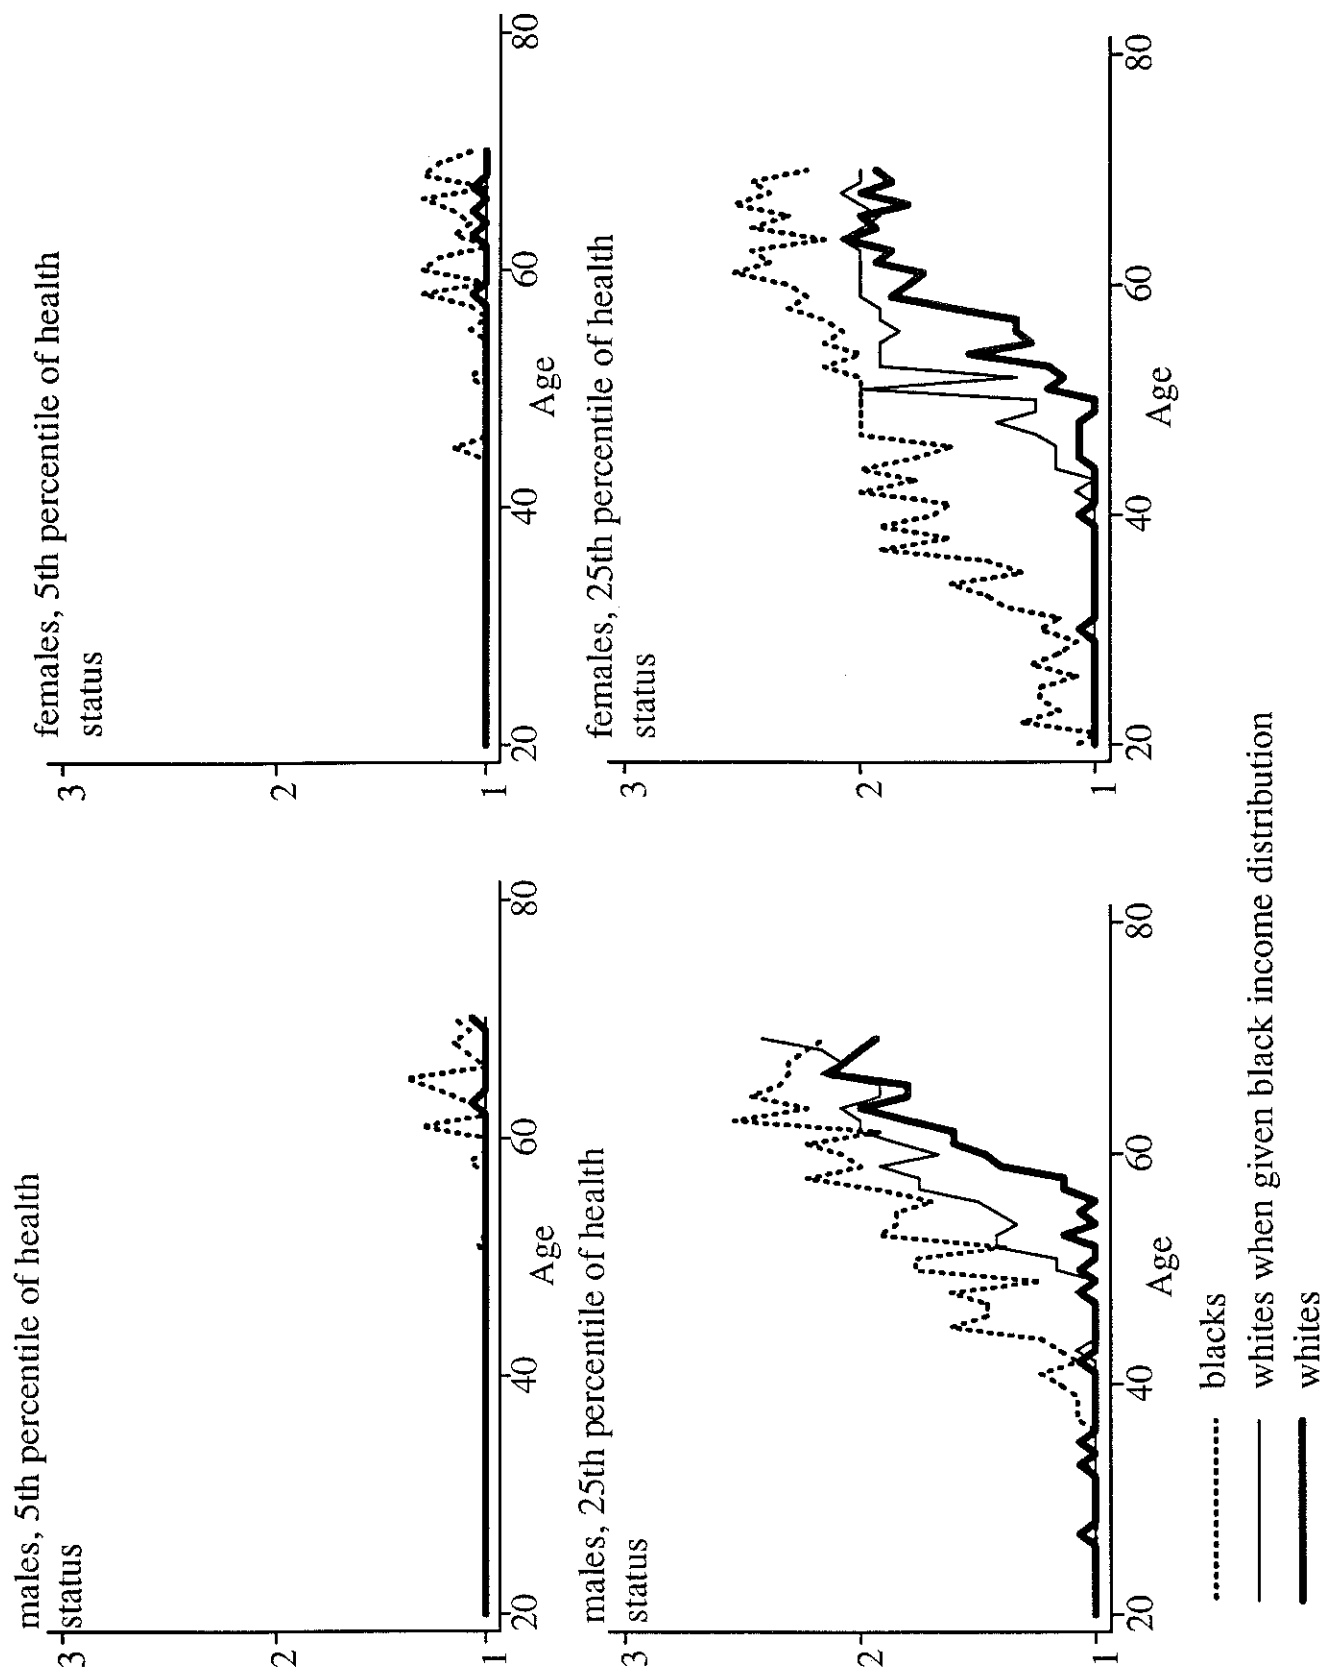 males, 5th percentile of health
status
3
2
1
20
40
60
80
Age
females, 5th percentile of health
status
3
2
1
20
40
60
80
Age
males, 25th percentile of health
status
3
2
1
20
40
60
80
Age
females, 25th percentile of health
status
3
2
1
20
40
60
80
Age
blacks
whites when given black income distribution
whites